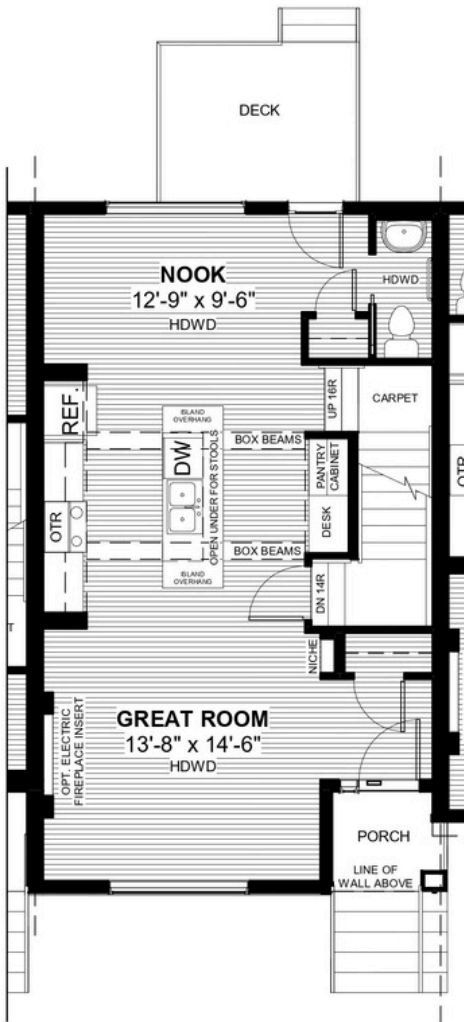 DECK
NOOK
12'-9" x 9'-6"
HDWD
HDWD
UP 16R
CARPET
REF.
ISLAND
OVERHANG
DW
OPEN UNDER FOR STOOLS
BOX BEAMS
PANTRY
CABINET
DESK
OTR
OTR
BOX BEAMS
ISLAND
OVERHANG
DN 14R
T
NICHE
GREAT ROOM
13'-8" x 14'-6"
HDWD
OPT. ELECTRIC
FIREPLACE INSERT
PORCH
LINE OF
WALL ABOVE